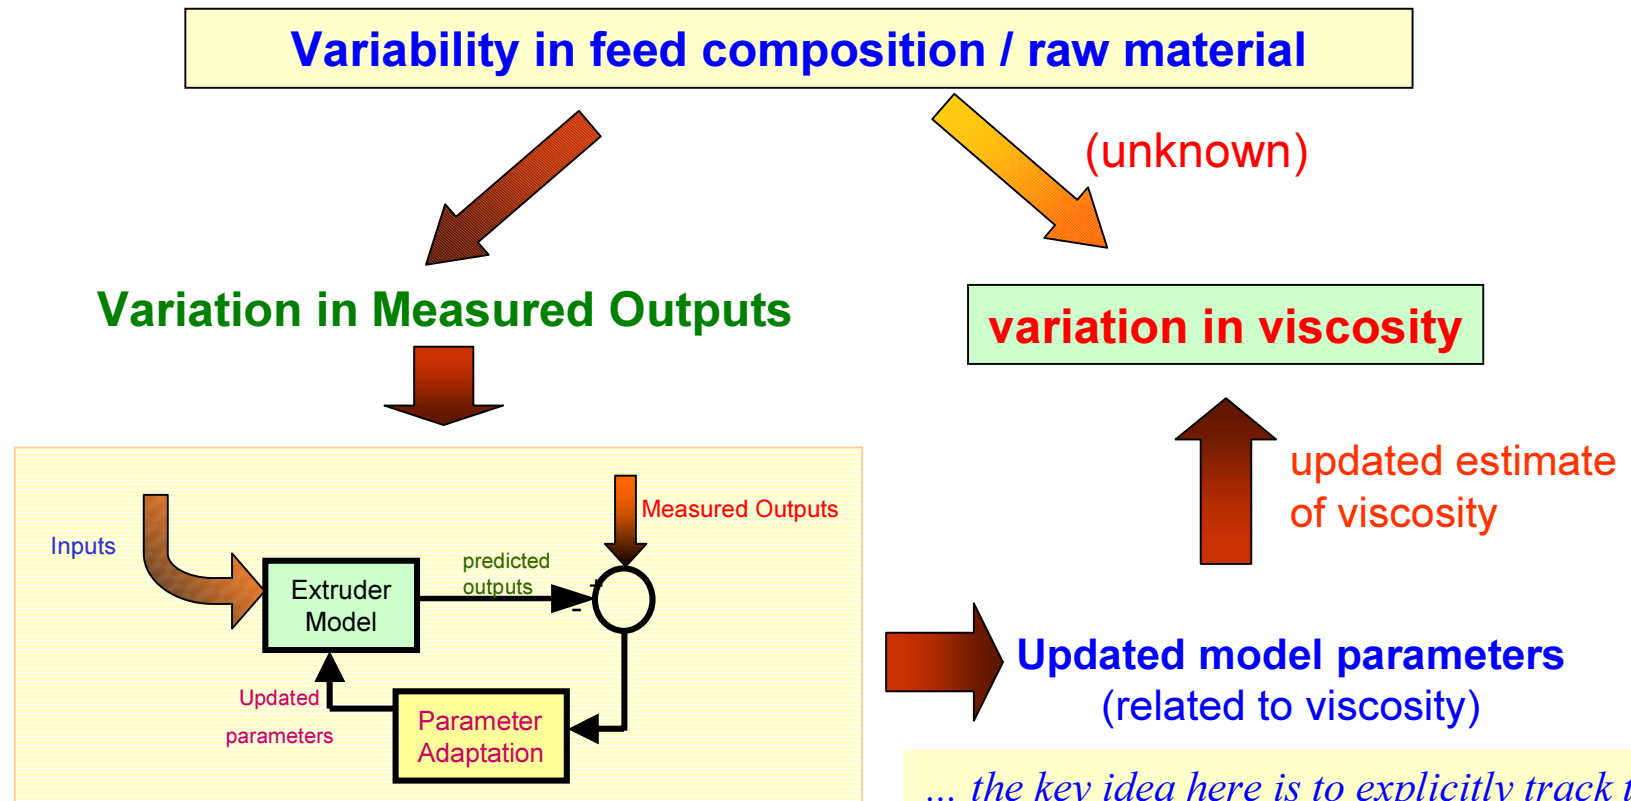 Variability in feed composition / raw material
(unknown)
Variation in Measured Outputs
variation in viscosity
updated estimate
of viscosity
Measured Outputs
Inputs
predicted
outputs
+
-
Extruder
Model
Updated
parameters
Parameter
Adaptation
Updated model parameters
(related to viscosity)
... the key idea here is to explicitly track t